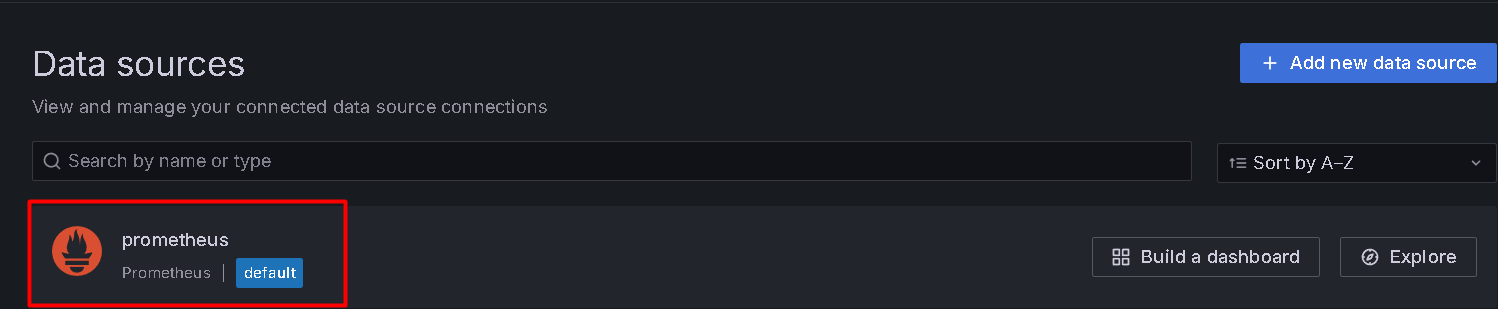 Data sources
Add new data source
View and manage your connected data source connections
Search by name or type
Sort by A–Z
prometheus
Prometheus | default
Build a dashboard
Explore